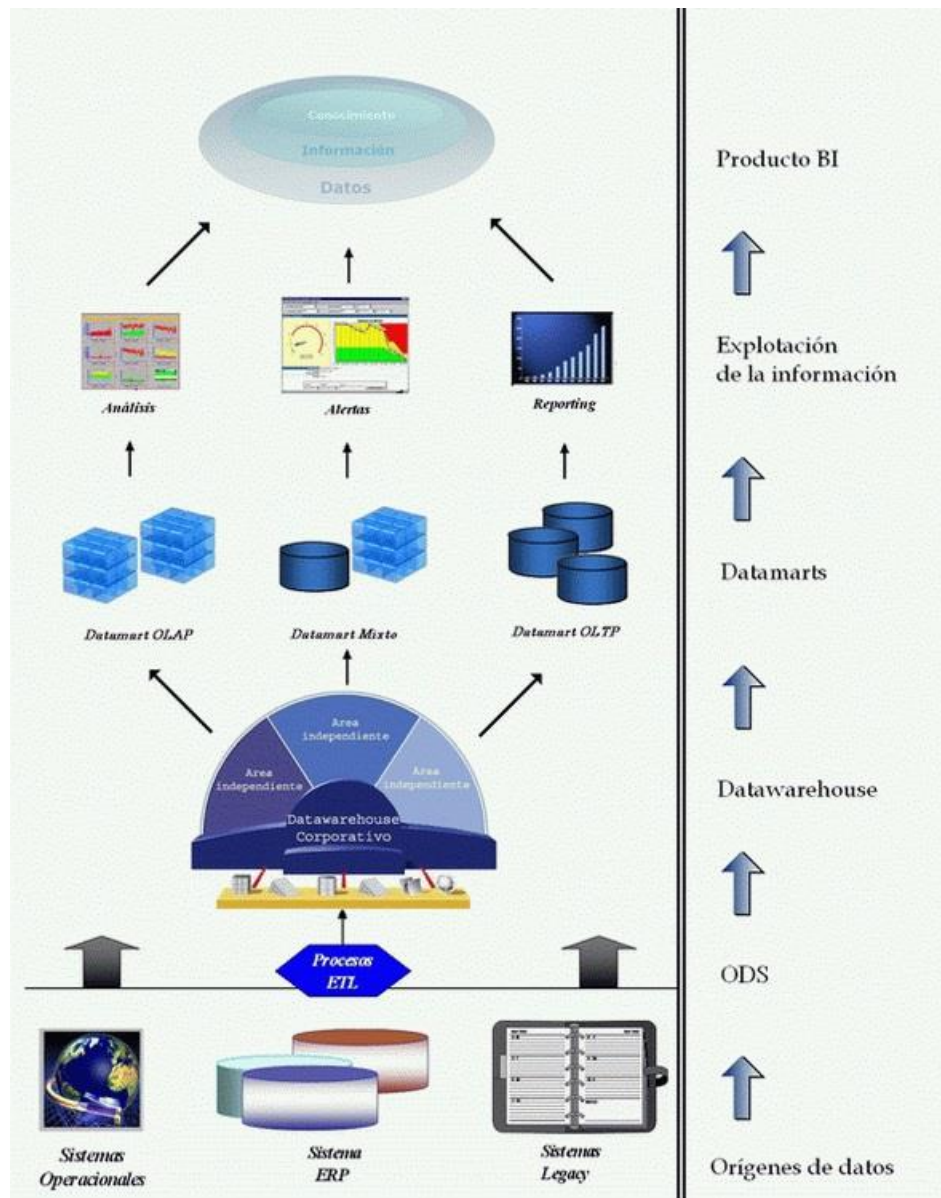 Conocimiento
Información
Datos
Producto BI
Análisis
Alertas
Reporting
Explotación
de la información
Datamart OLAP
Datamart Mixto
Datamart OLTP
Datamarts
Area
independiente
Area
independiente
Area
independiente
Datawarehouse
Corporativo
Datawarehouse
Procesos
ETL
ODS
Sistemas
Operacionales
Sistema
ERP
Sistemas
Legacy
Orígenes de datos